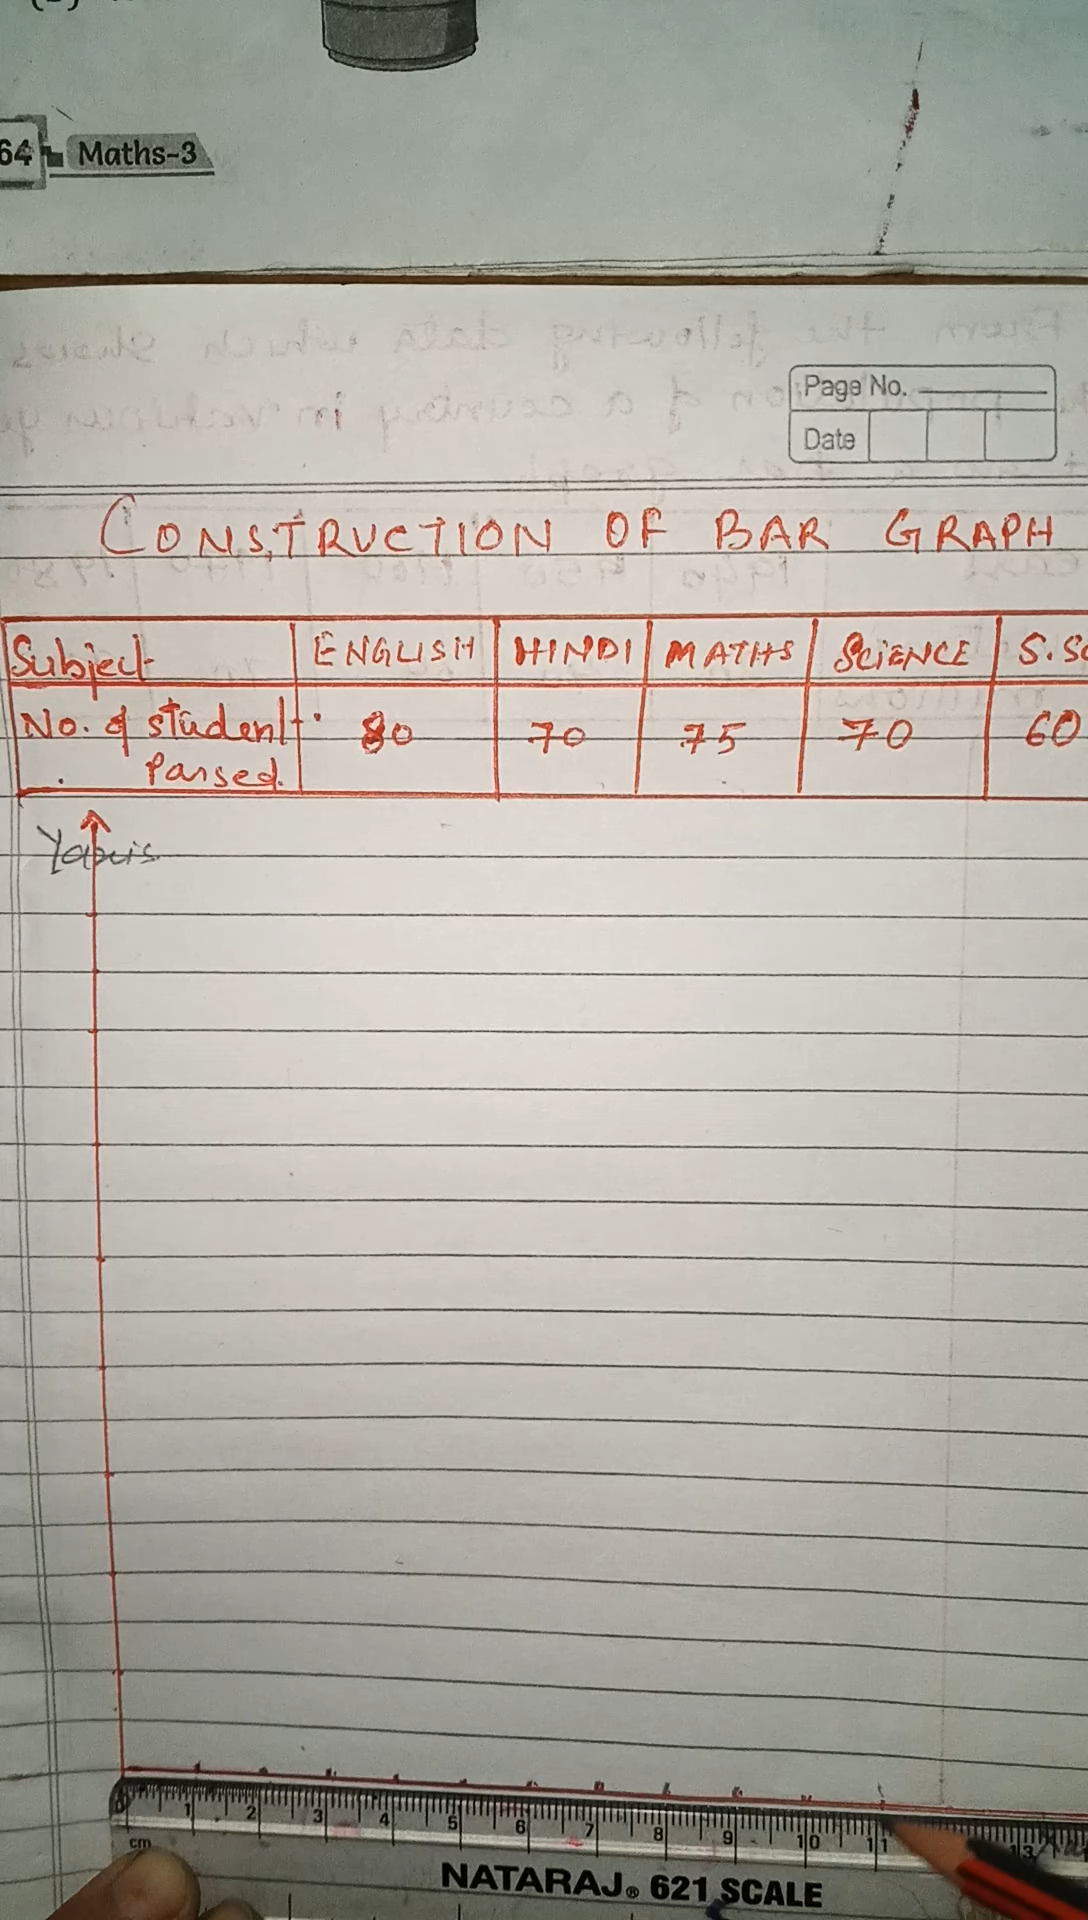 64 Maths-3
Page No.
Date
CONSTRUCTION OF BAR GRAPH
Subject ENGLISH HINDI MATHS SCIENCE S.Sc
No. of student 80 70 75 70 60
Passed.
Yaxis
1 2 3 4 5 6 7 8 9 10 11 13
cm
NATARAJ® 621 SCALE